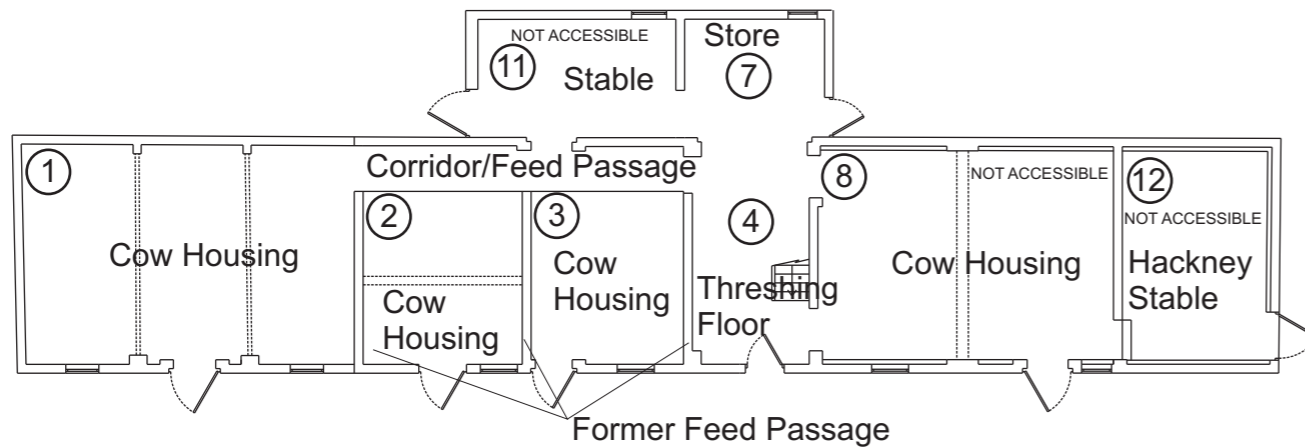 NOT ACCESSIBLE
Store
11
7
Stable
Corridor/Feed Passage
1
2
3
4
8
NOT ACCESSIBLE
12
NOT ACCESSIBLE
Cow Housing
Cow
Housing
Cow
Housing
Threshing
Floor
Cow Housing
Hackney
Stable
Former Feed Passage